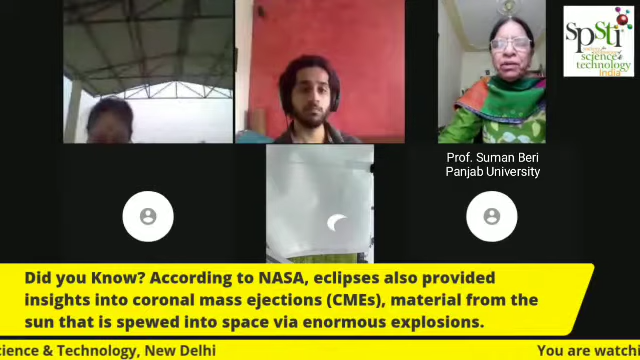 spsti
science
technology
India
Prof. Suman Beri
Panjab University
Did you Know? According to NASA, eclipses also provided
insights into coronal mass ejections (CMEs), material from the
sun that is spewed into space via enormous explosions.
cience & Technology, New Delhi
You are watchi